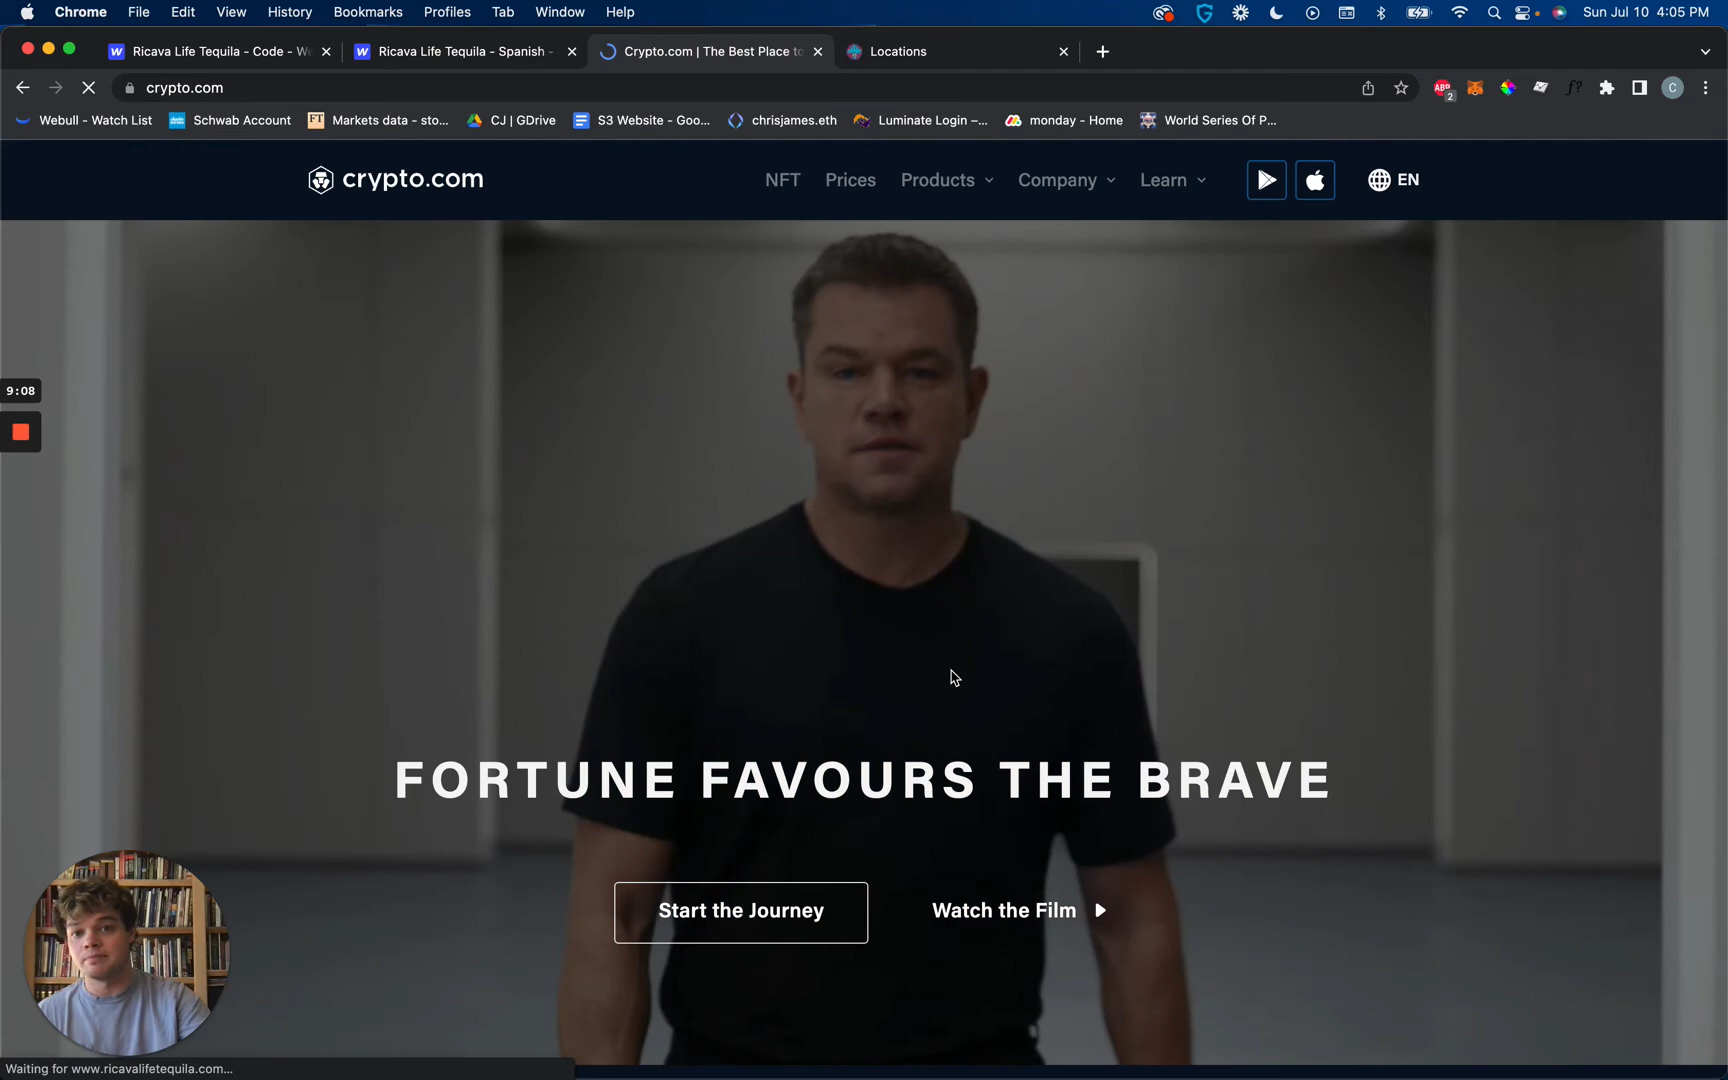 Chrome File Edit View History Bookmarks Profiles Tab Window Help Sun Jul 10 4:05 PM
Ricava Life Tequila - Code - We Ricava Life Tequila - Spanish - Crypto.com | The Best Place to Locations
crypto.com ABP 2 f? C
Webull - Watch List Schwab Account FT Markets data - sto... CJ | GDrive S3 Website - Goo... chrisjames.eth Luminate Login –... monday - Home World Series Of P...
crypto.com NFT Prices Products Company Learn EN
9:08
FORTUNE FAVOURS THE BRAVE
Start the Journey Watch the Film
Waiting for www.ricavalifetequila.com...